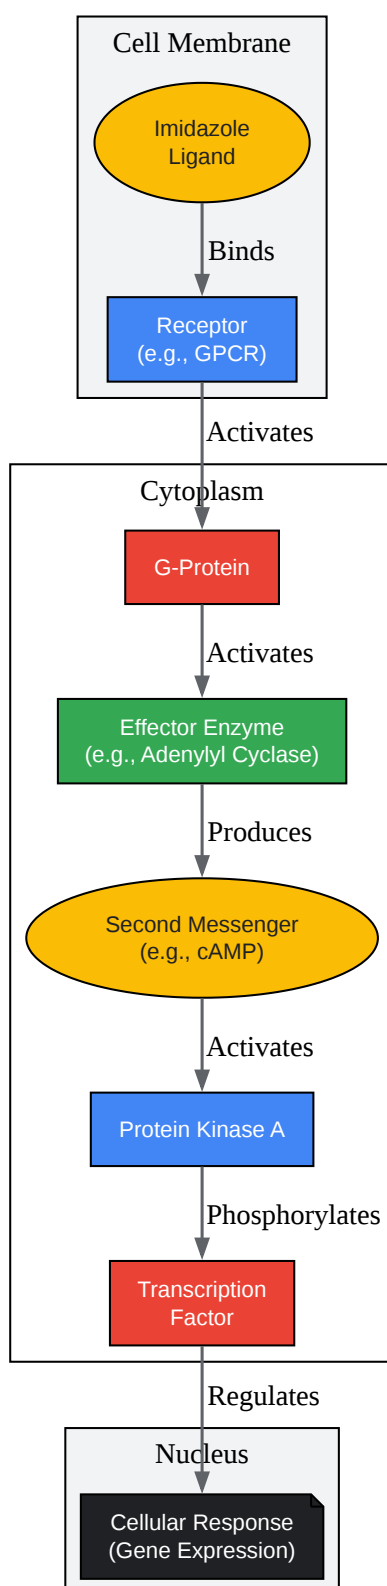 Cell Membrane
Imidazole
Ligand
Binds
Receptor
(e.g., GPCR)
Activates
Cytoplasm
G-Protein
Activates
Effector Enzyme
(e.g., Adenylyl Cyclase)
Produces
Second Messenger
(e.g., cAMP)
Activates
Protein Kinase A
Phosphorylates
Transcription
Factor
Regulates
Nucleus
Cellular Response
(Gene Expression)